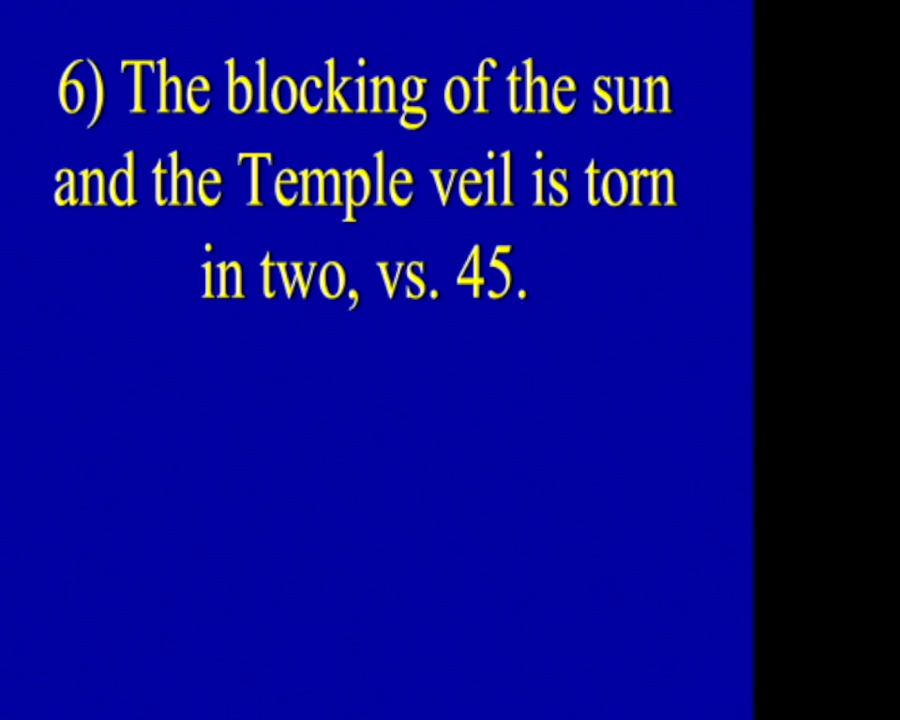 6) The blocking of the sun
and the Temple veil is torn
in two, vs. 45.